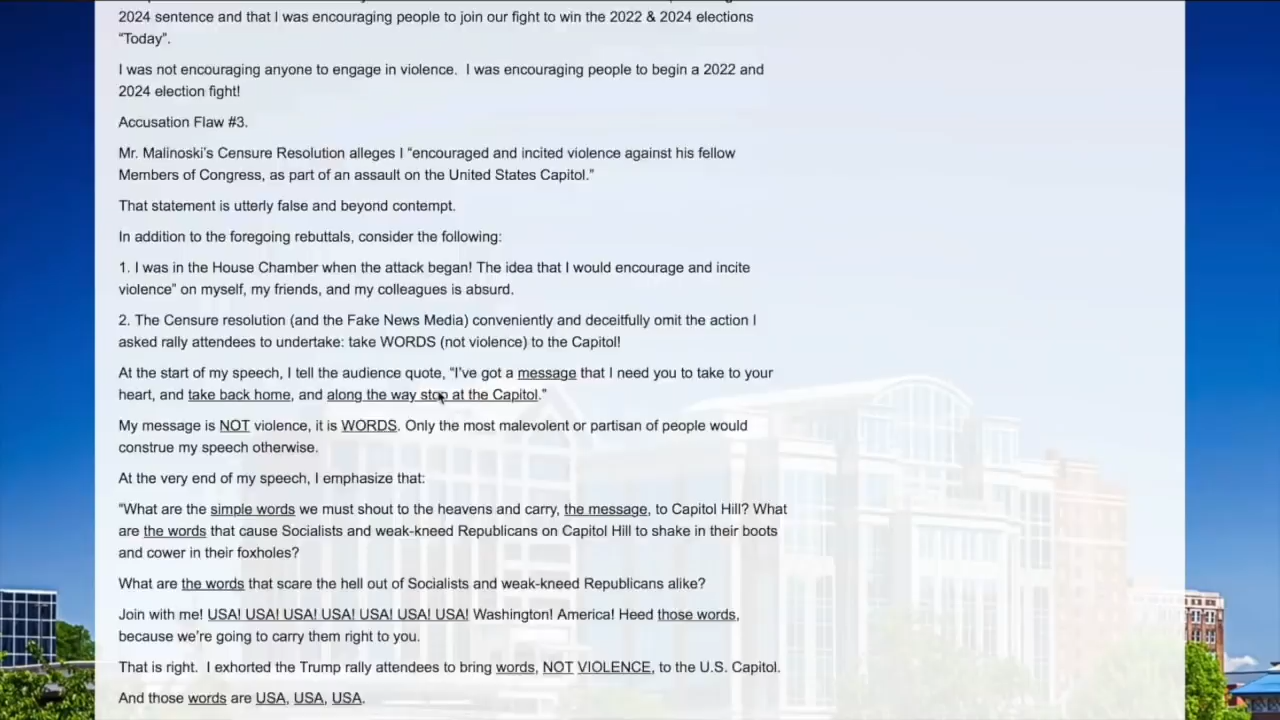 2024 sentence and that I was encouraging people to join our fight to win the 2022 & 2024 elections
“Today”.
I was not encouraging anyone to engage in violence.  I was encouraging people to begin a 2022 and
2024 election fight!
Accusation Flaw #3.
Mr. Malinoski’s Censure Resolution alleges I “encouraged and incited violence against his fellow
Members of Congress, as part of an assault on the United States Capitol.”
That statement is utterly false and beyond contempt.
In addition to the foregoing rebuttals, consider the following:
1. I was in the House Chamber when the attack began! The idea that I would encourage and incite
violence” on myself, my friends, and my colleagues is absurd.
2. The Censure resolution (and the Fake News Media) conveniently and deceitfully omit the action I
asked rally attendees to undertake: take WORDS (not violence) to the Capitol!
At the start of my speech, I tell the audience quote, “I’ve got a message that I need you to take to your
heart, and take back home, and along the way stop at the Capitol.”
My message is NOT violence, it is WORDS. Only the most malevolent or partisan of people would
construe my speech otherwise.
At the very end of my speech, I emphasize that:
"What are the simple words we must shout to the heavens and carry, the message, to Capitol Hill? What
are the words that cause Socialists and weak-kneed Republicans on Capitol Hill to shake in their boots
and cower in their foxholes?
What are the words that scare the hell out of Socialists and weak-kneed Republicans alike?
Join with me! USA! USA! USA! USA! USA! USA! USA! Washington! America! Heed those words,
because we’re going to carry them right to you.
That is right.  I exhorted the Trump rally attendees to bring words, NOT VIOLENCE, to the U.S. Capitol.
And those words are USA, USA, USA.